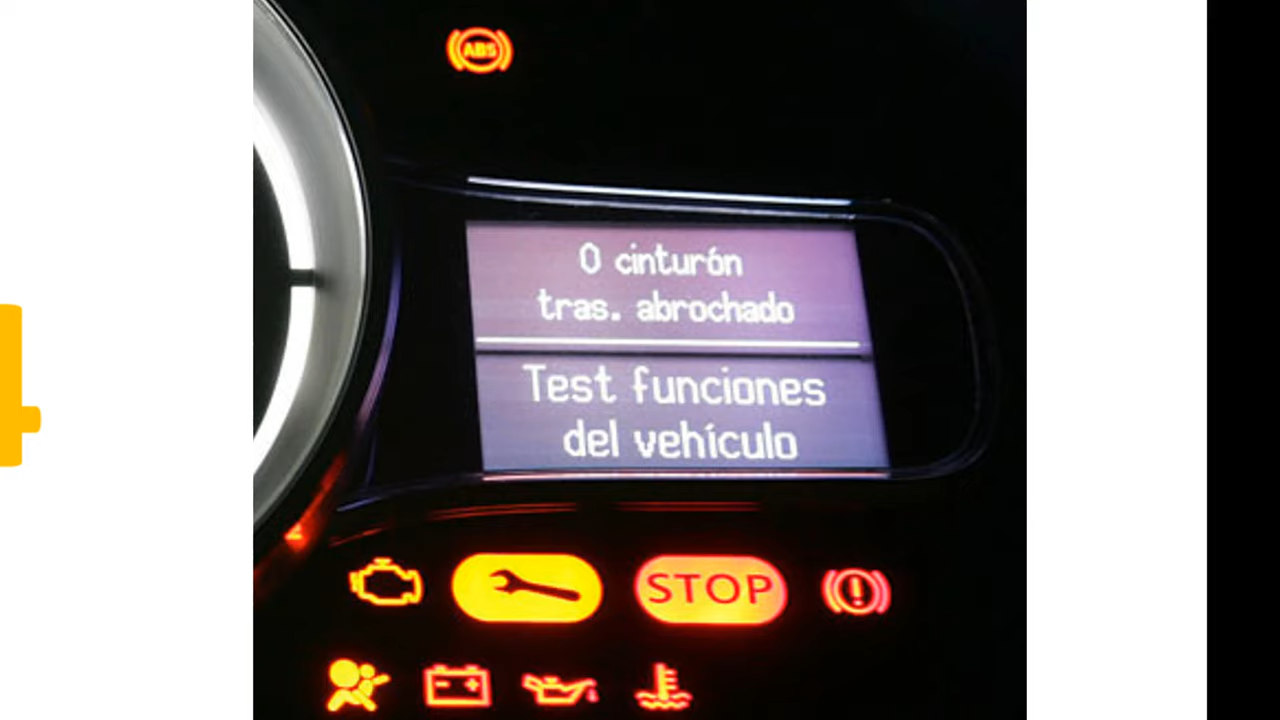 ABS
0 cinturón
tras. abrochado
Test funciones
del vehículo
STOP